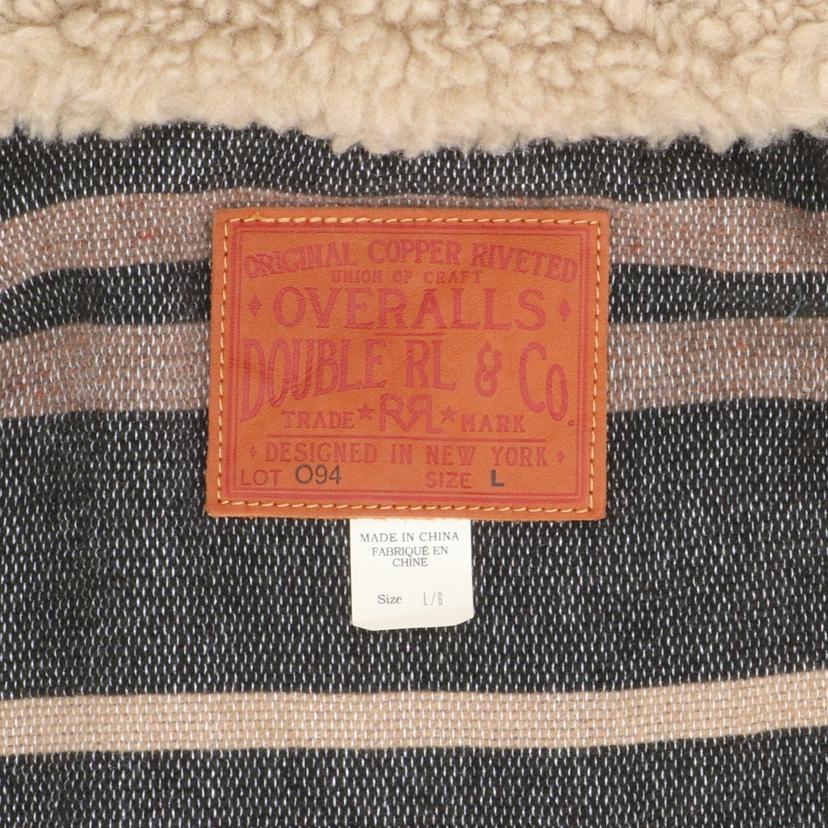 ORIGINAL COPPER RIVETED
UNION OF CRAFT
OVERALLS
DOUBLE RL & Co.
TRADE ★ RRL ★ MARK
DESIGNED IN NEW YORK
LOT 094 SIZE L
MADE IN CHINA
FABRIQUÉ EN
CHINE
Size L/G